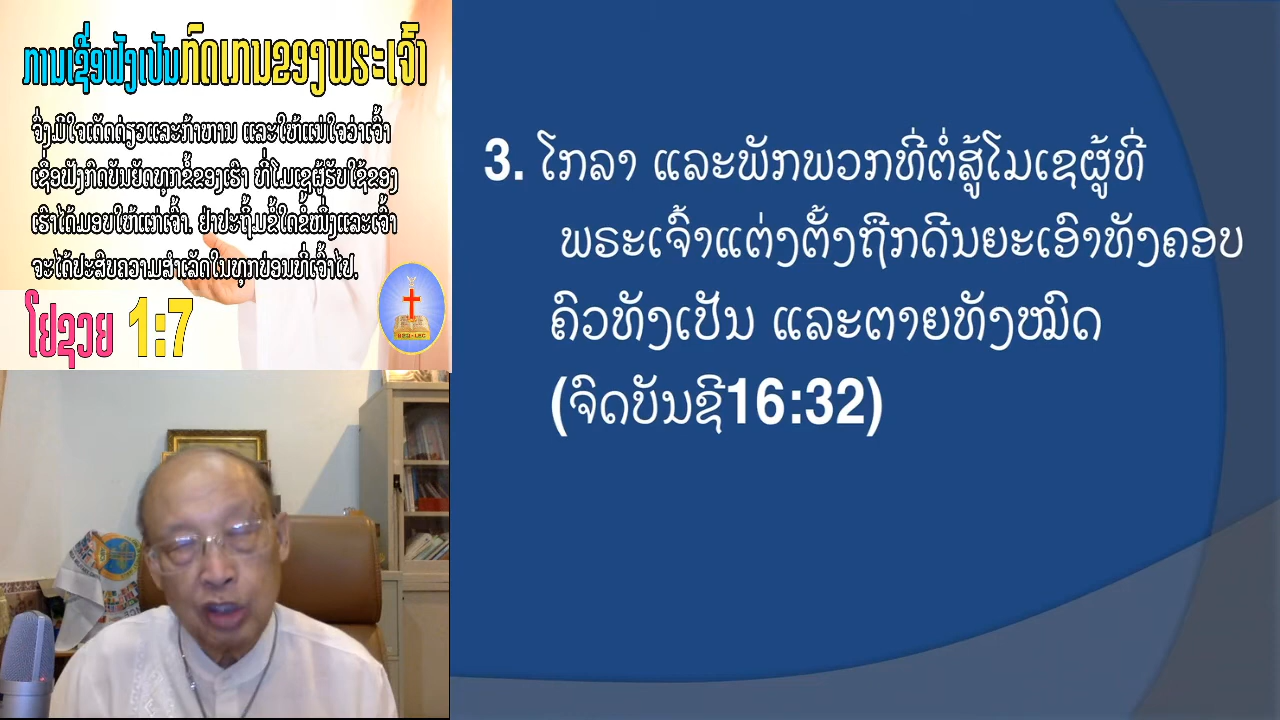 ການເຊື່ອຟັງເປັນກົດເກນຂອງພຣະເຈົ້າ
ຈົ່ງມີໃຈເດັດດ່ຽວແລະກ້າຫານ ແລະໃຫ້ແນ່ໃຈວ່າເຈົ້າ
ເຊື່ອຟັງກົດບັນຍັດທຸກຂໍ້ຂອງເຮົາ ທີ່ໂມເຊຜູ້ຮັບໃຊ້ຂອງ
ເຮົາໄດ້ມອບໃຫ້ແກ່ເຈົ້າ. ຢ່າປະຖິ້ມຂໍ້ໃດຂໍ້ໜຶ່ງແລະເຈົ້າ
ຈະໄດ້ປະສົບຄວາມສຳເລັດໃນທຸກບ່ອນທີ່ເຈົ້າໄປ.
ໂຢຊວຍ 1:7
3. ໂກລາ ແລະພັກພວກທີ່ຕໍ່ສູ້ໂມເຊຜູ້ທີ່
ພຣະເຈົ້າແຕ່ງຕັ້ງຖືກດິນຍະເອົາທັງຄອບ
ຄົວທັງເປັນ ແລະຕາຍທັງໝົດ
(ຈົດບັນຊີ16:32)